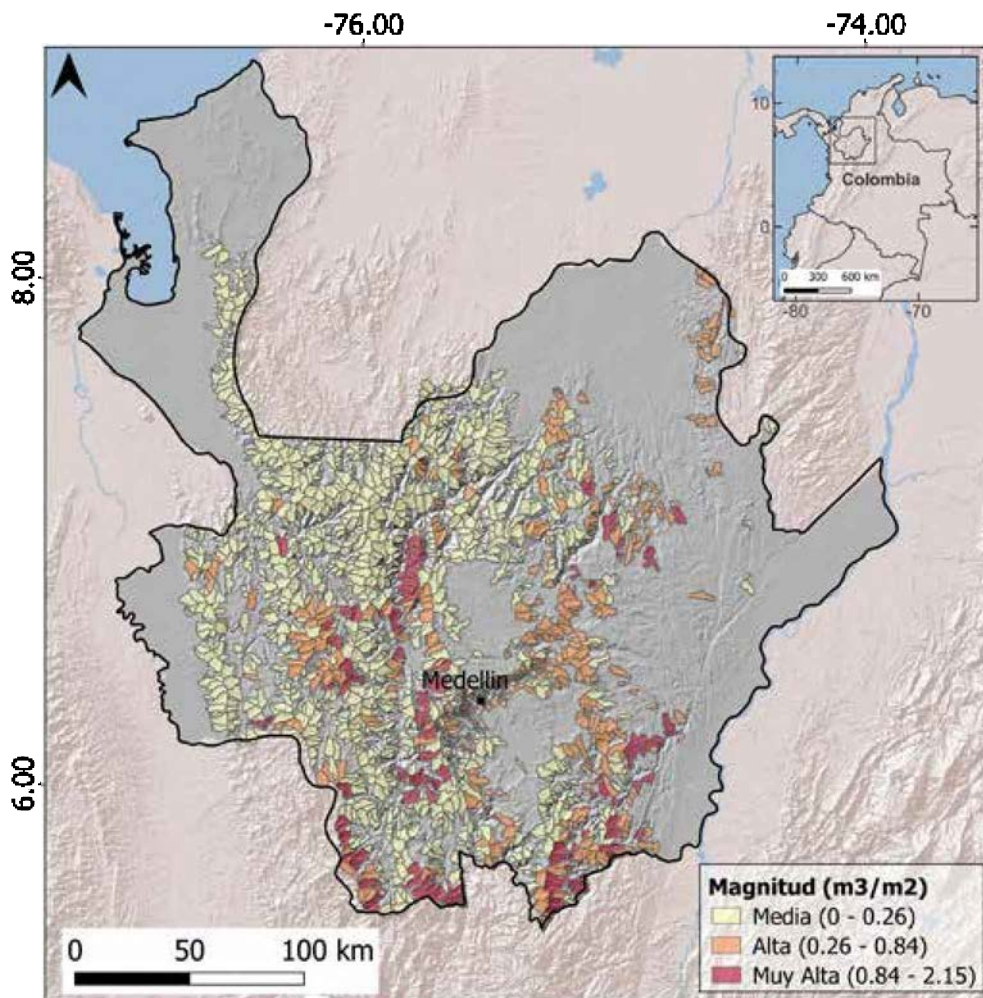 -76.00
-74.00
8.00
6.00
10
0
Colombia
0 300 600 km
-80
-70
Medellin
Magnitud (m3/m2)
Media (0 - 0.26)
Alta (0.26 - 0.84)
Muy Alta (0.84 - 2.15)
0 50 100 km